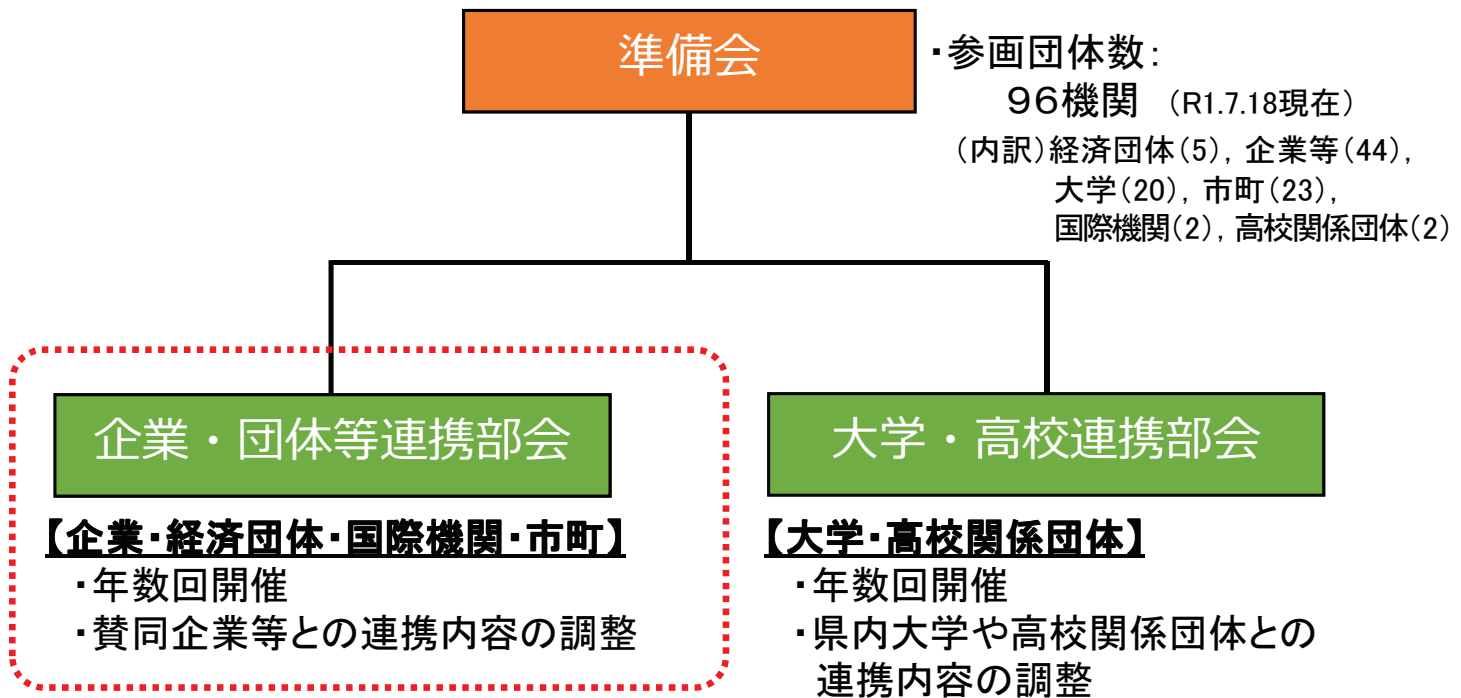 準備会
・参画団体数：
９６機関 （R1.7.18現在）
（内訳）経済団体（5），企業等（44），
大学（20），市町（23），
国際機関（2），高校関係団体（2）
企業・団体等連携部会
【企業・経済団体・国際機関・市町】
・年数回開催
・賛同企業等との連携内容の調整
大学・高校連携部会
【大学・高校関係団体】
・年数回開催
・県内大学や高校関係団体との
連携内容の調整